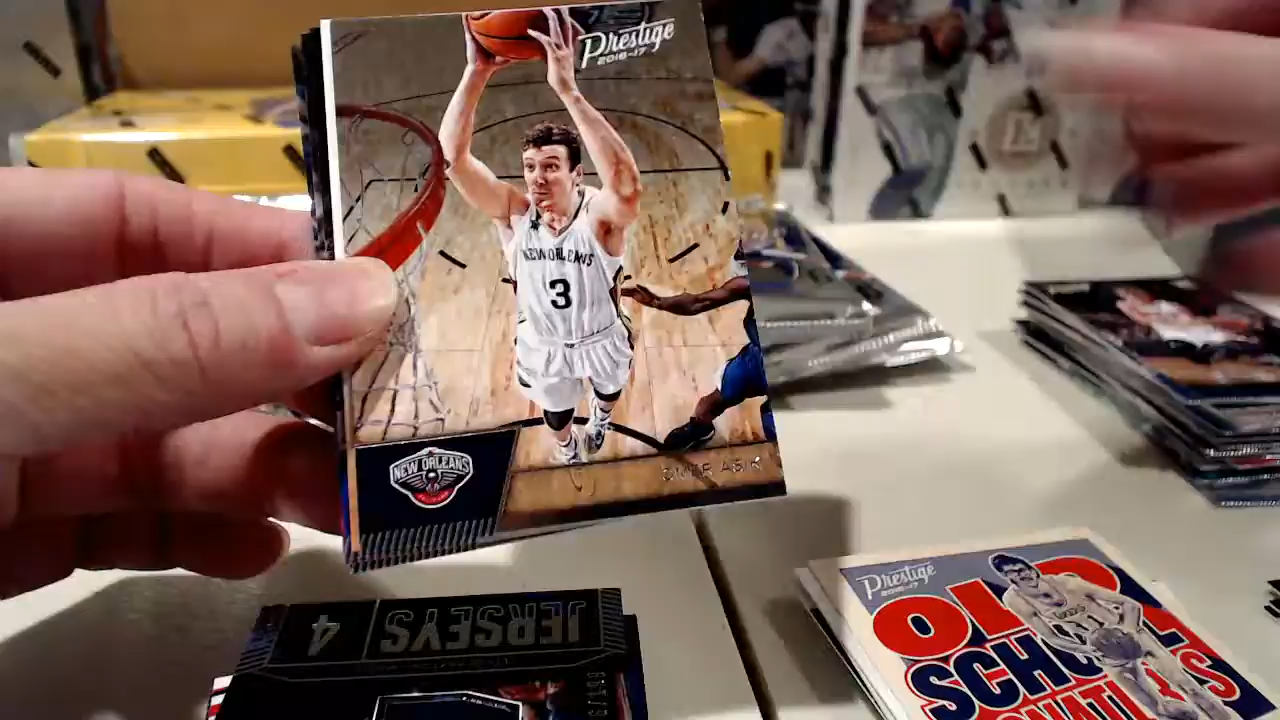 Prestige
2016-17
NEW ORLEANS
3
NEW ORLEANS
OMER ASIK
JERSEYS
4
Prestige
2016-17
OLD
SCHOOL